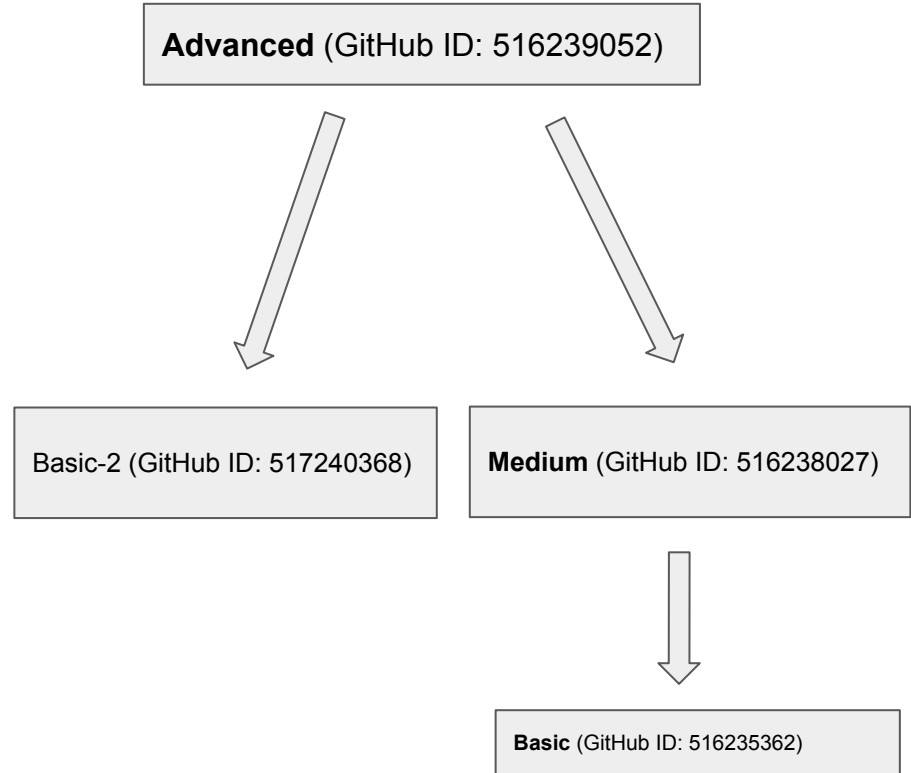 Advanced (GitHub ID: 516239052)
Basic-2 (GitHub ID: 517240368)
Medium (GitHub ID: 516238027)
Basic (GitHub ID: 516235362)